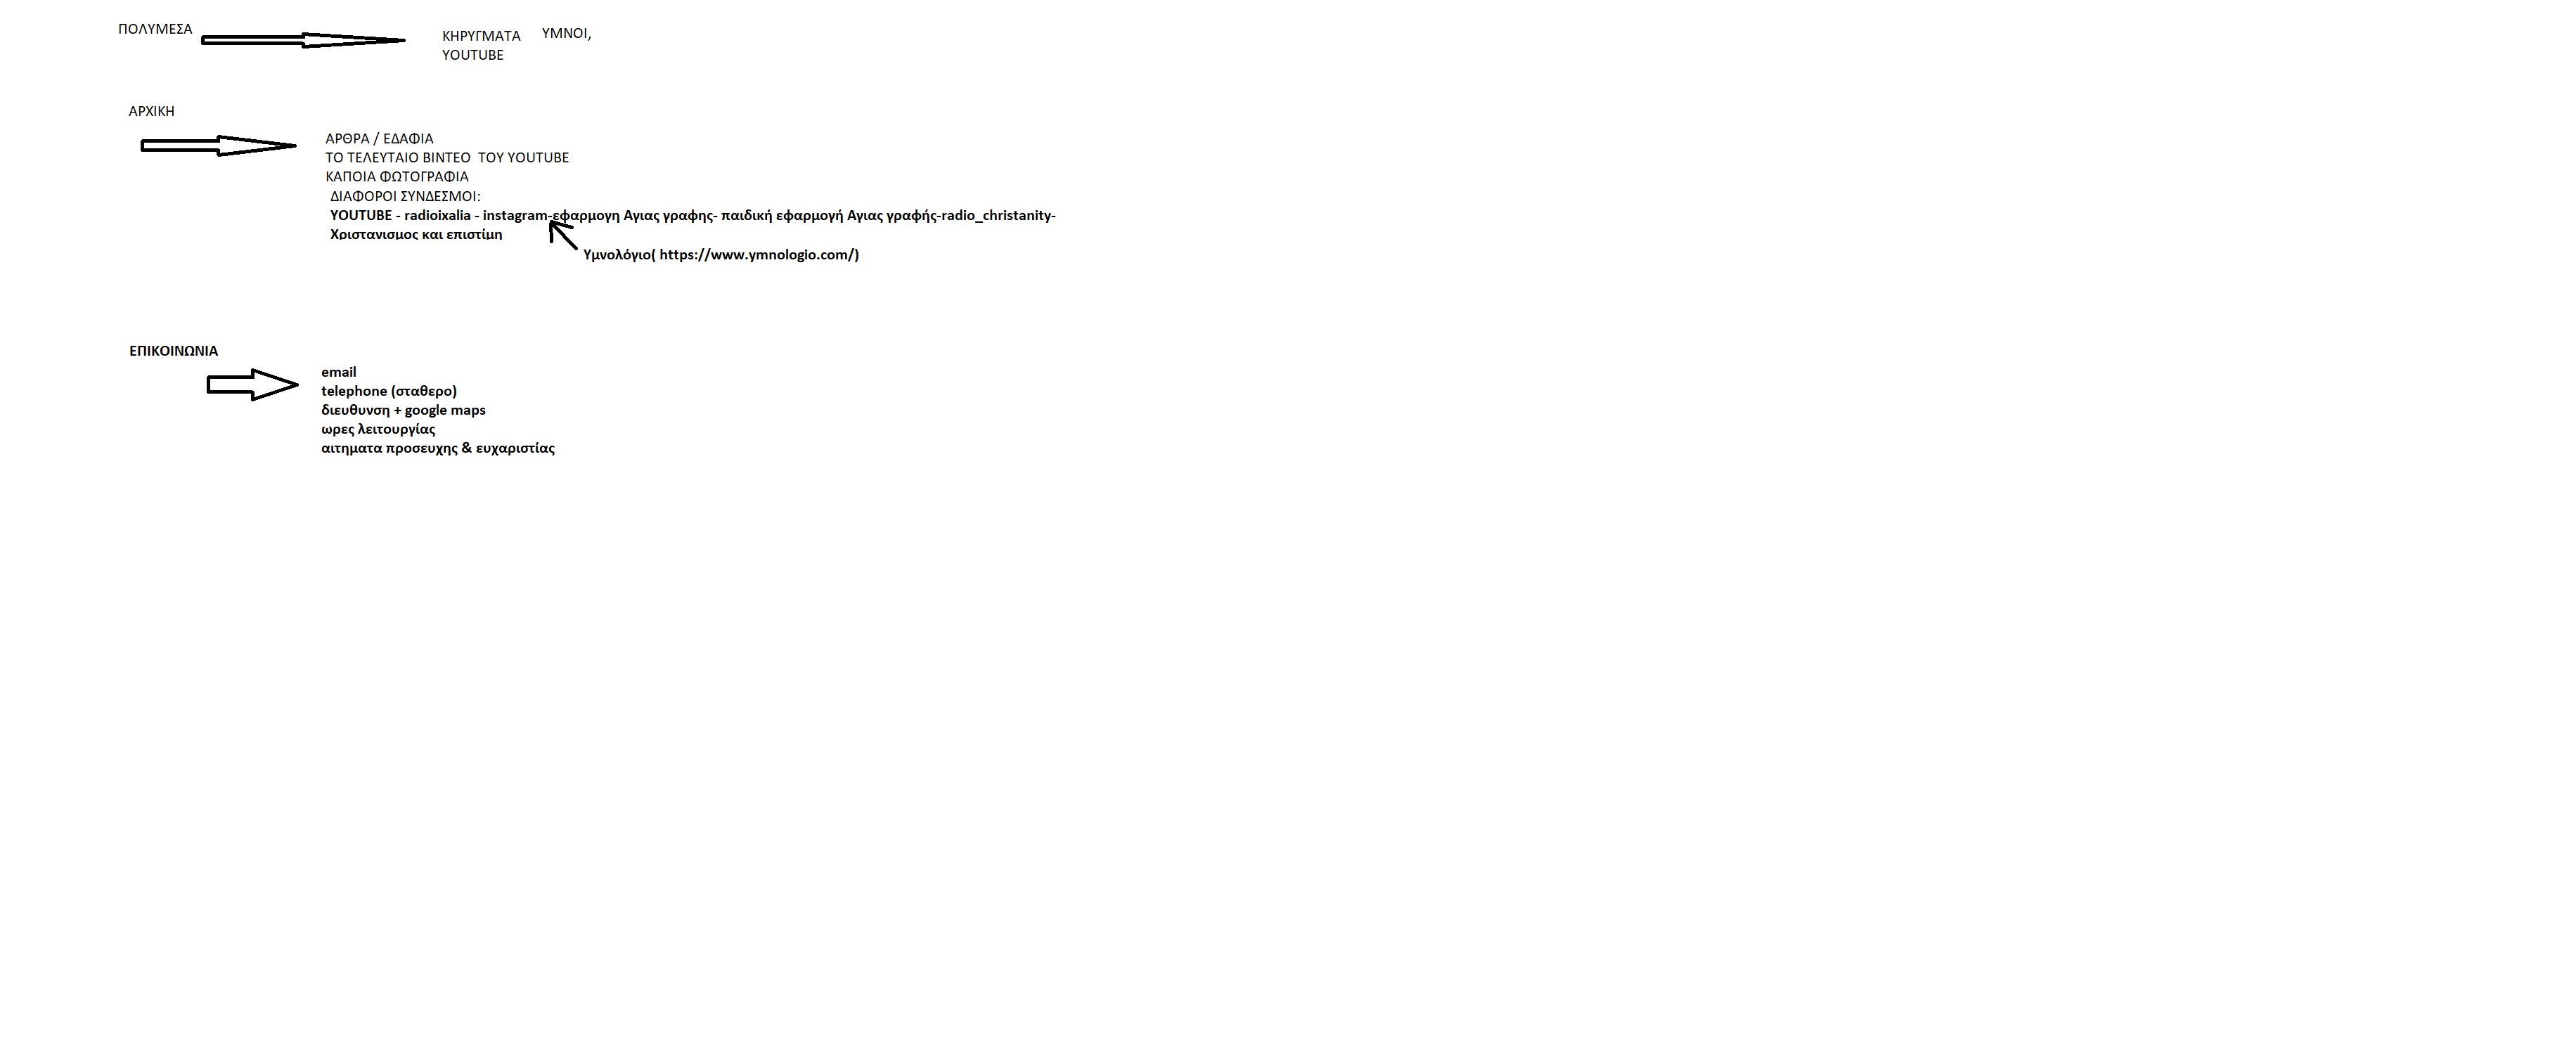 ΠΟΛΥΜΕΣΑ
ΚΗΡΥΓΜΑΤΑ ΥΜΝΟΙ,
YOUTUBE
ΑΡΧΙΚΗ
ΑΡΘΡΑ / ΕΔΑΦΙΑ
ΤΟ ΤΕΛΕΥΤΑΙΟ ΒΙΝΤΕΟ ΤΟΥ YOUTUBE
ΚΑΠΟΙΑ ΦΩΤΟΓΡΑΦΙΑ
ΔΙΑΦΟΡΟΙ ΣΥΝΔΕΣΜΟΙ:
YOUTUBE - radioixalia - instagram-εφαρμογη Αγιας γραφης- παιδική εφαρμογή Αγιας γραφής-radio_christanity-
Χριστανισμος και επιστίμη
Υμνολόγιο( https://www.ymnologio.com/)
ΕΠΙΚΟΙΝΩΝΙΑ
email
telephone (σταθερο)
διευθυνση + google maps
ωρες λειτουργίας
αιτηματα προσευχης & ευχαριστίας